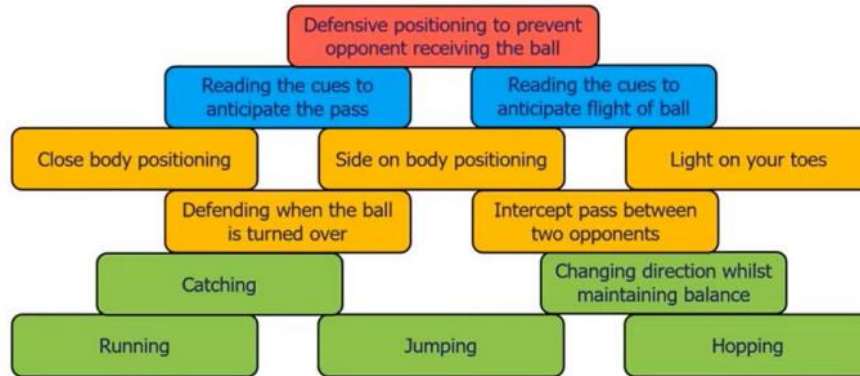 Defensive positioning to prevent
opponent receiving the ball
Reading the cues to
anticipate the pass
Reading the cues to
anticipate flight of ball
Close body positioning
Side on body positioning
Light on your toes
Defending when the ball
is turned over
Intercept pass between
two opponents
Catching
Changing direction whilst
maintaining balance
Running
Jumping
Hopping